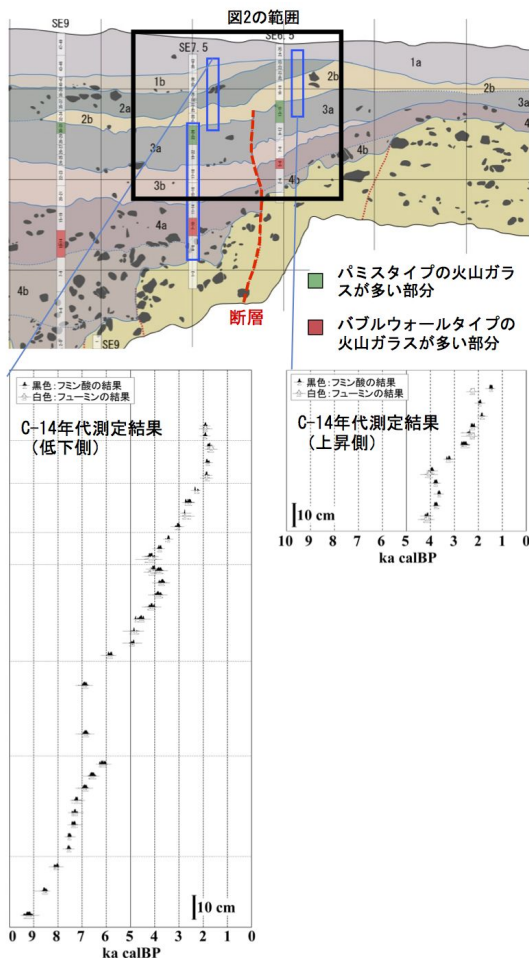 図2の範囲
SE9
SE7.5
SE6.5
1a
1b
2b
2a
2b
2b
3a
3a
3a
3b
4b
4b
4a
4b
SE9
断層
パミスタイプの火山ガラ
スが多い部分
バブルウォールタイプの
火山ガラスが多い部分
黒色:フミン酸の結果
白色:フューミンの結果
C-14年代測定結果
(低下側)
10 cm
0 9 8 7 6 5 4 3 2 1 0
ka calBP
黒色:フミン酸の結果
白色:フューミンの結果
C-14年代測定結果
(上昇側)
10 cm
10 9 8 7 6 5 4 3 2 1 0
ka calBP